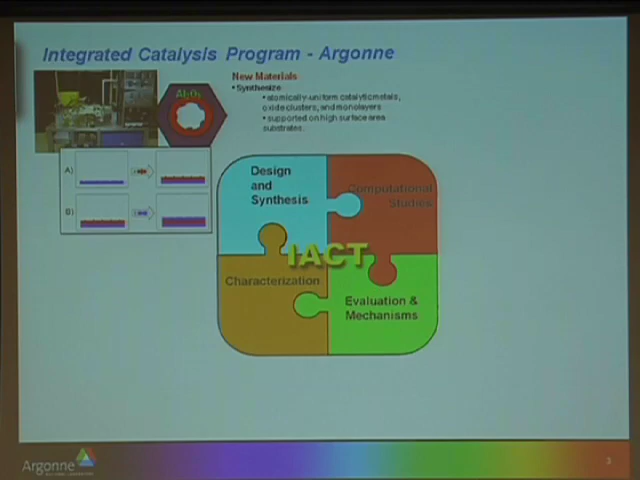 Integrated Catalysis Program - Argonne
New Materials
• Synthesize
• atomically-uniform catalytic metals,
oxide clusters, and monolayers
• supported on high surface area
substrates.
Al₂O₃
A)
B)
Design
and
Synthesis
Computational
Studies
IACT
Characterization
Evaluation &
Mechanisms
Argonne
3